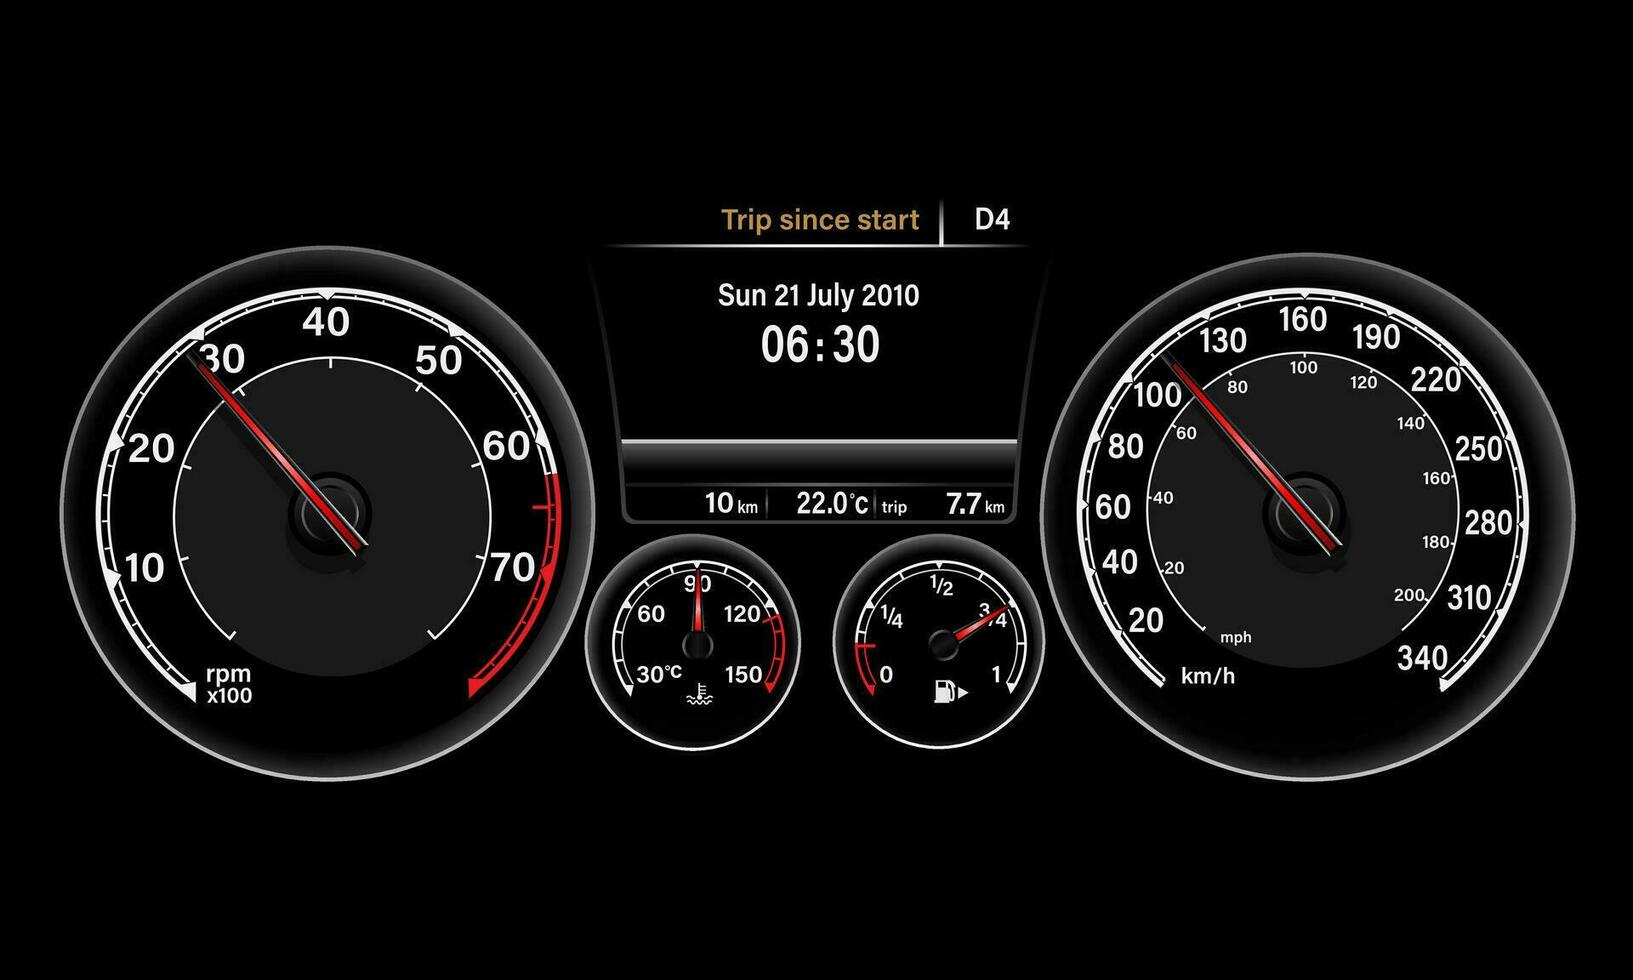 Trip since start D4
Sun 21 July 2010
06:30
10 km 22.0°C trip 7.7 km
10 20 30 40 50 60 70
rpm
x100
30°C 60 90 120 150
0 1/4 1/2 3/4 1
20 40 60 80 100 130 160 190 220 250 280 310 340
km/h
20 40 60 80 100 120 140 160 180 200
mph